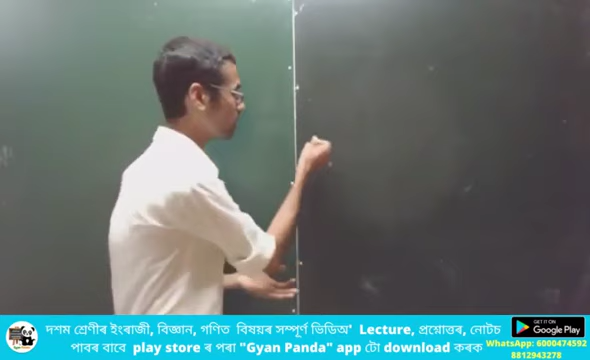 দশম শ্ৰেণীৰ ইংৰাজী, বিজ্ঞান, গণিত বিষয়ৰ সম্পূৰ্ণ ভিডিঅ' Lecture, প্ৰশ্নোত্তৰ, নোটচ
পাবৰ বাবে play store ৰ পৰা "Gyan Panda" app টো download কৰক
GET IT ON
Google Play
WhatsApp: 6000474592
8812943278